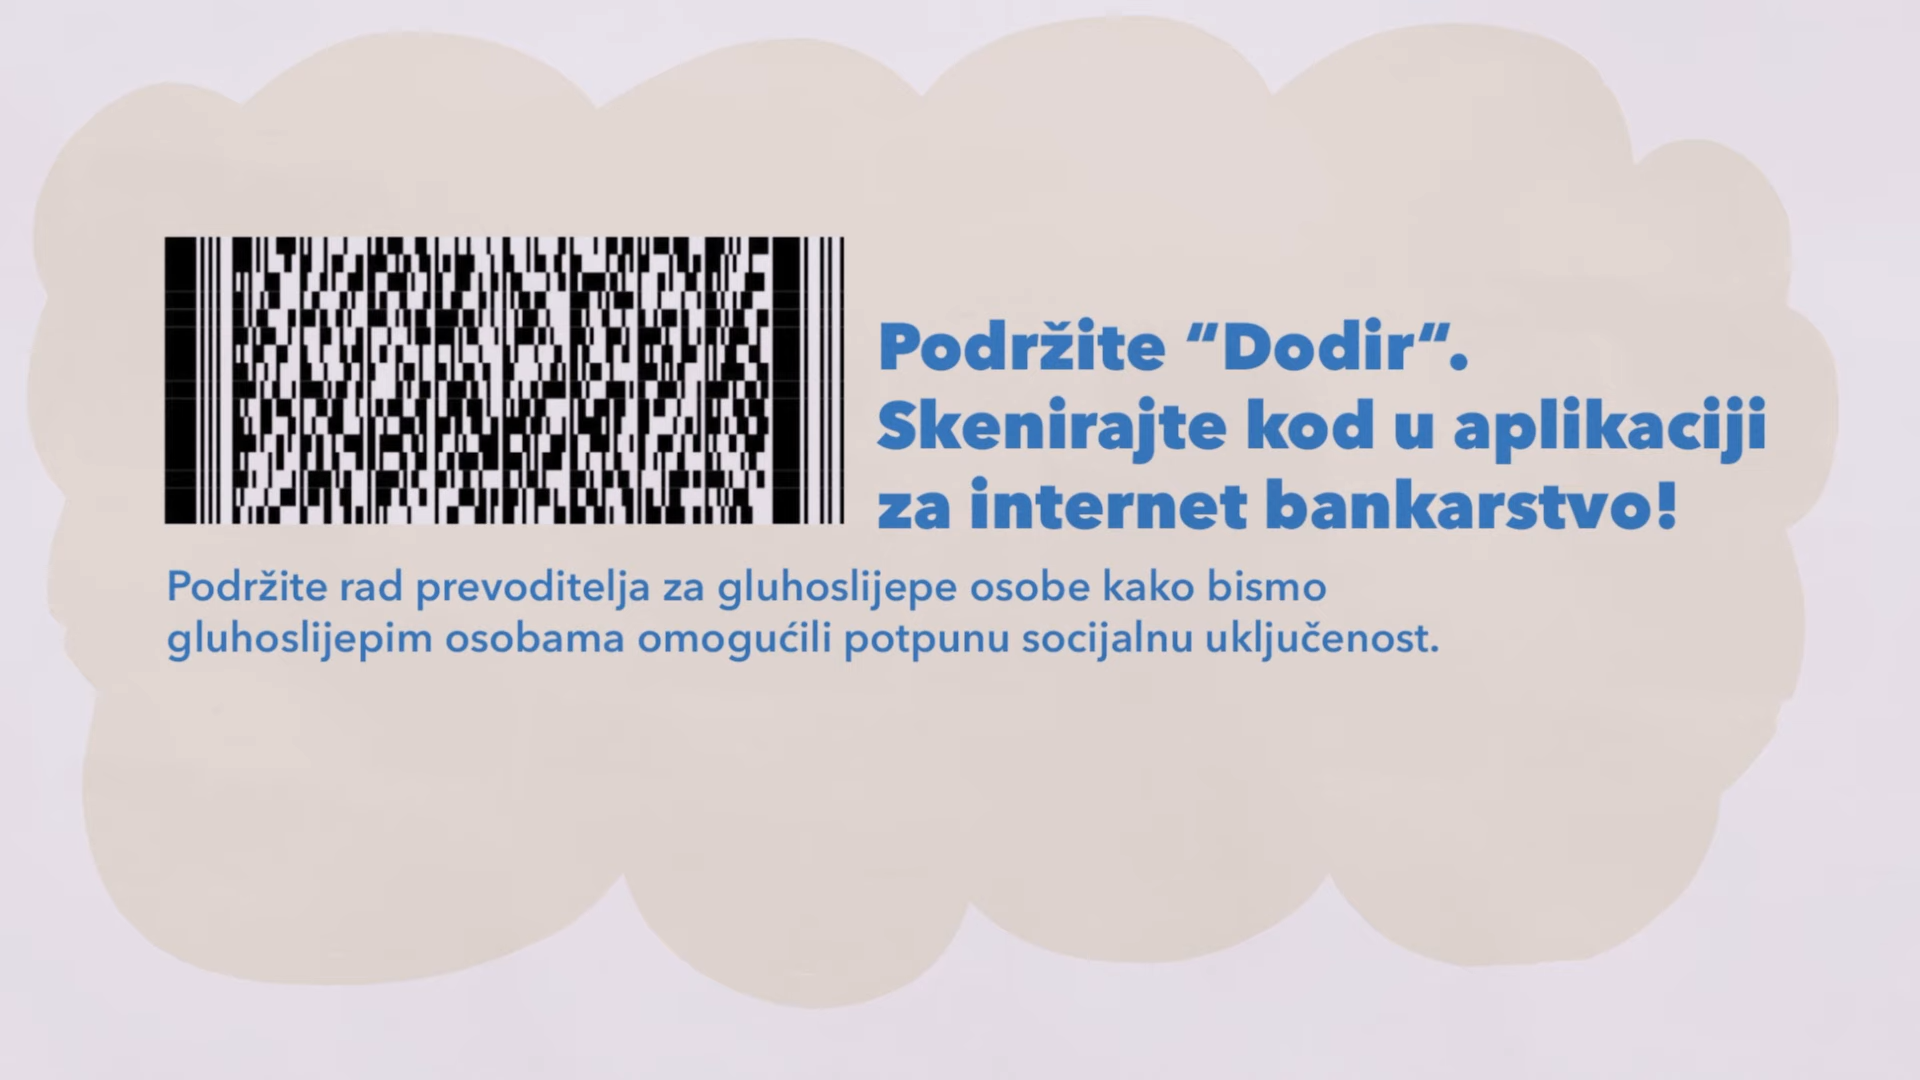 Podržite “Dodir“.
Skenirajte kod u aplikaciji
za internet bankarstvo!
Podržite rad prevoditelja za gluhoslijepe osobe kako bismo
gluhoslijepim osobama omogućili potpunu socijalnu uključenost.